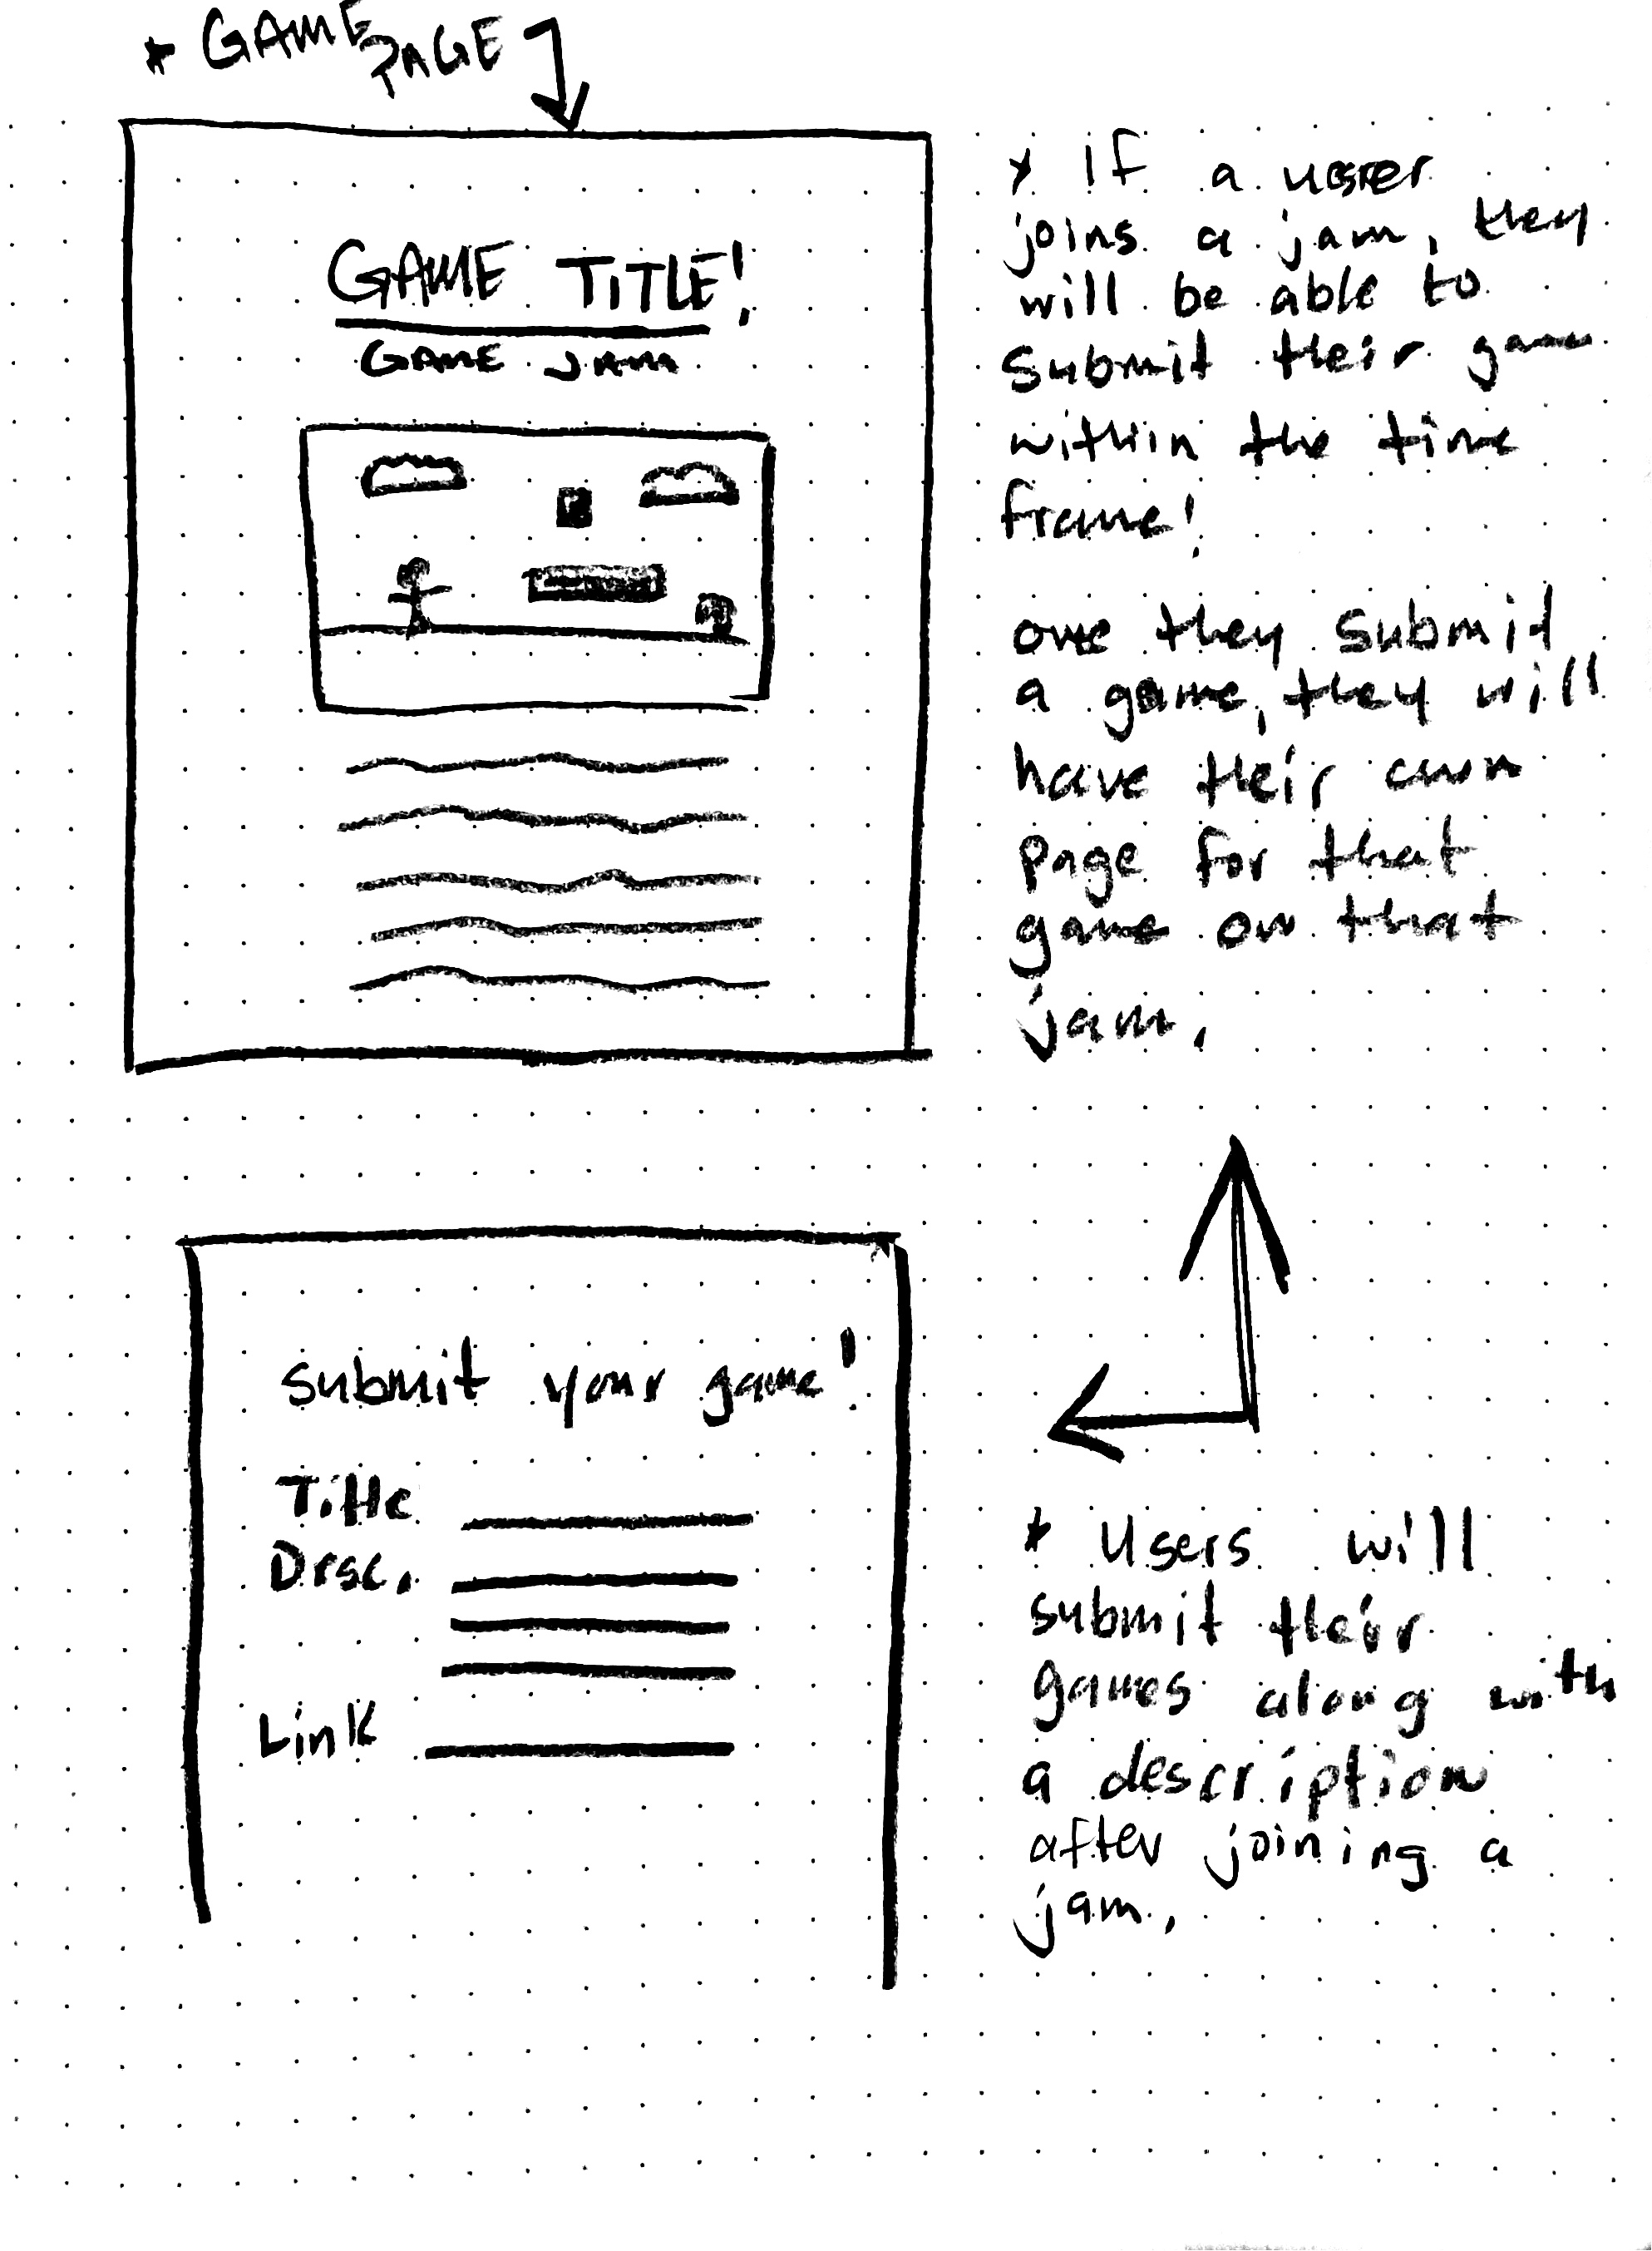 * GAME PAGE
GAME TITLE!
GAME JAM
* if a user
joins a jam, they
will be able to
submit their game
within the time
frame!
once they submit
a game, they will
have their own
page for that
game on that
jam.
submit your game!
Title
Desc.
Link
* Users will
submit their
games along with
a description
after joining a
jam.